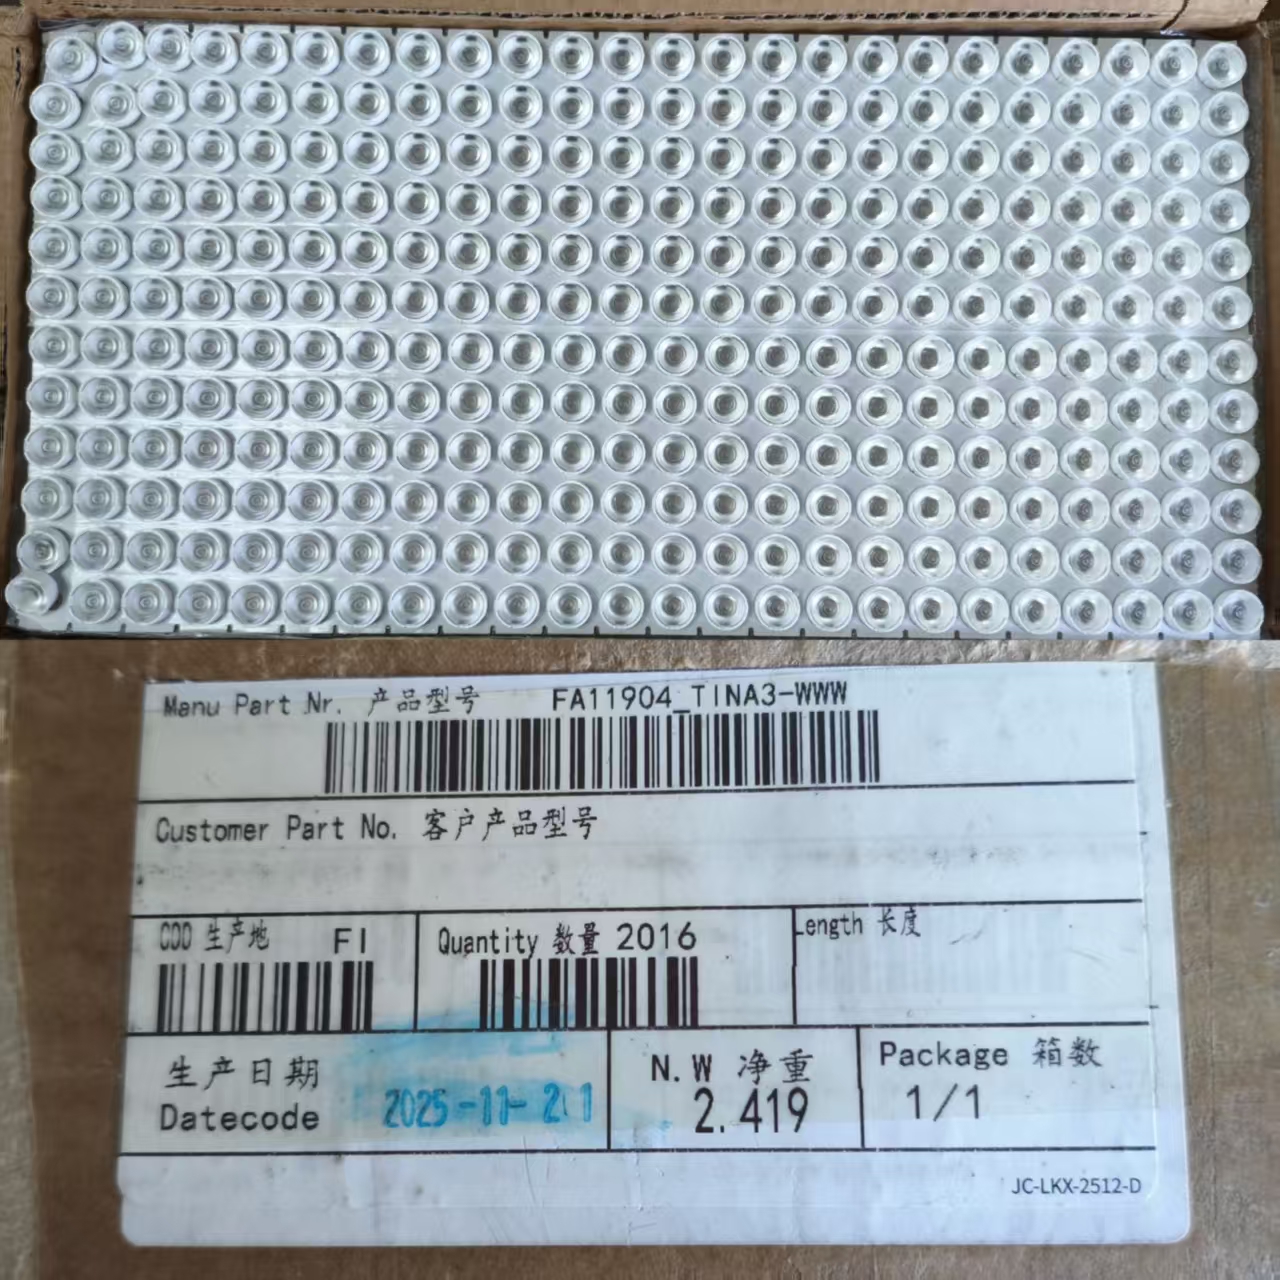 Manu Part Nr. 产品型号 FA11904_TINA3-WWW
Customer Part No. 客户产品型号
COO 生产地 FI
Quantity 数量 2016
Length 长度
生产日期
Datecode 2025-11-21
N.W 净重
2.419
Package 箱数
1/1
JC-LKX-2512-D